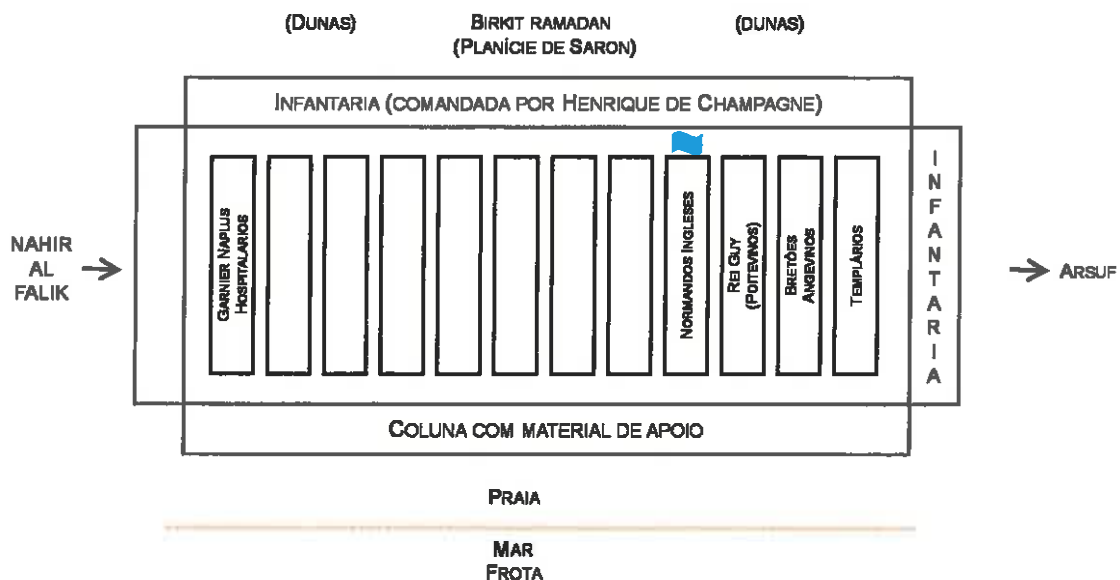 (DUNAS)
BIRKIT RAMADAN
(PLANÍCIE DE SARON)
(DUNAS)
INFANTARIA (COMANDADA POR HENRIQUE DE CHAMPAGNE)
NAHIR
AL
FALIK
GARNIER NAPLUS
HOSPITALARIOS
NORMANDOS INGLESES
REI GUY
(POITEVINOS)
BRETÕES
ANGEVINOS
TEMPLÁRIOS
INFANTARIA
ARSUF
COLUNA COM MATERIAL DE APOIO
PRAIA
MAR
FROTA